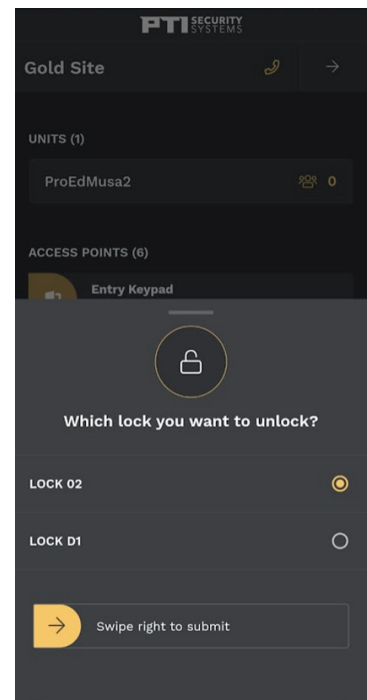 PTI SECURITY
SYSTEMS
Gold Site
UNITS (1)
ProEdMusa2 0
ACCESS POINTS (6)
Entry Keypad
Which lock you want to unlock?
LOCK 02
LOCK D1
Swipe right to submit